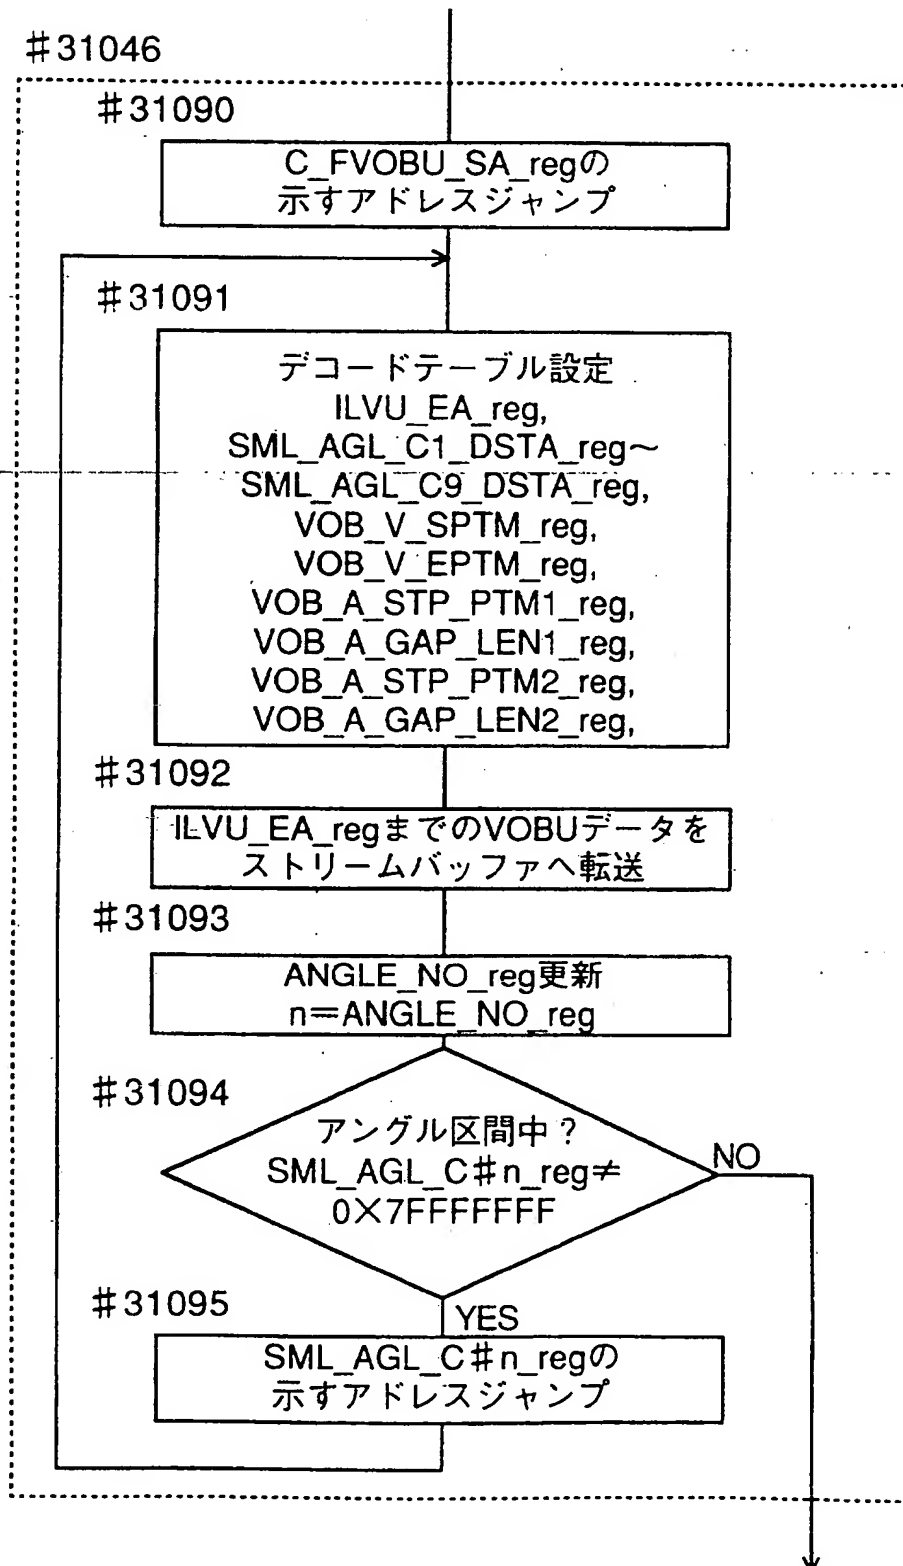 #31046
#31090
C_FVOBU_SA_regの
示すアドレスジャンプ
#31091
デコードテーブル設定
ILVU_EA_reg,
SML_AGL_C1_DSTA_reg~
SML_AGL_C9_DSTA_reg,
VOB_V_SPTM_reg,
VOB_V_EPTM_reg,
VOB_A_STP_PTM1_reg,
VOB_A_GAP_LEN1_reg,
VOB_A_STP_PTM2_reg,
VOB_A_GAP_LEN2_reg,
#31092
ILVU_EA_regまでのVOBUデータを
ストリームバッファへ転送
#31093
ANGLE_NO_reg更新
n=ANGLE_NO_reg
#31094
アングル区間中?
SML_AGL_C#n_reg≠
0×7FFFFFFF
NO
#31095
YES
SML_AGL_C#n_regの
示すアドレスジャンプ